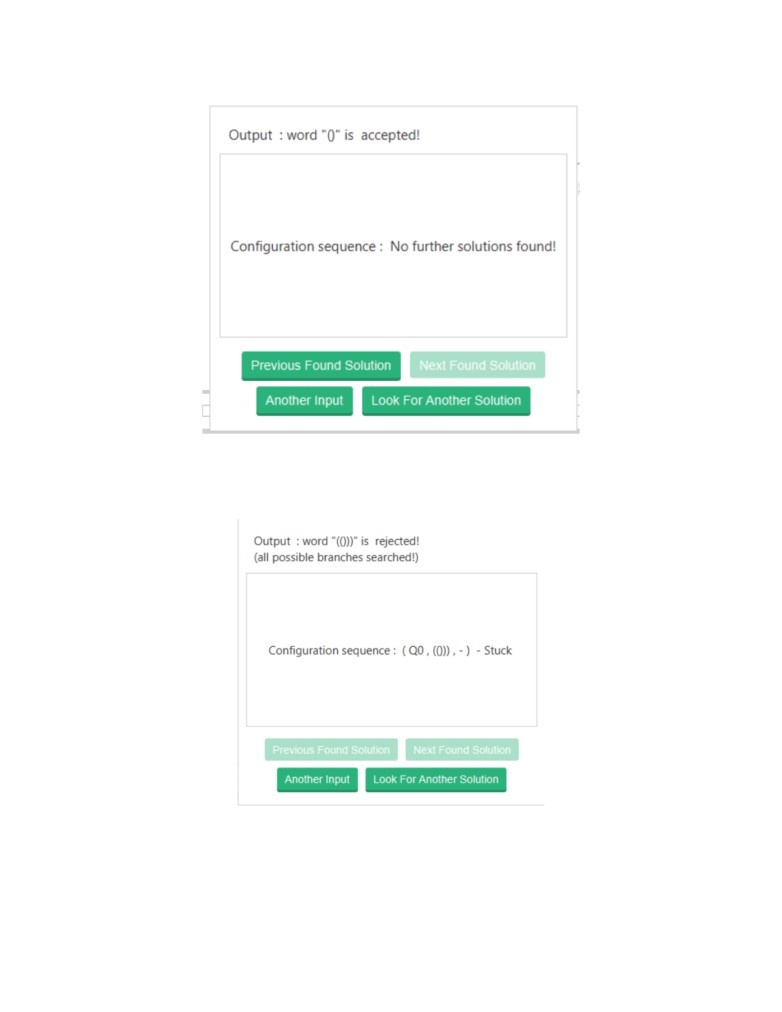 Output : word "()" is accepted!
Configuration sequence : No further solutions found!
Previous Found Solution Next Found Solution
Another Input Look For Another Solution
Output : word "(()))" is rejected!
(all possible branches searched!)
Configuration sequence : ( Q0 , (())) , - ) - Stuck
Previous Found Solution Next Found Solution
Another Input Look For Another Solution